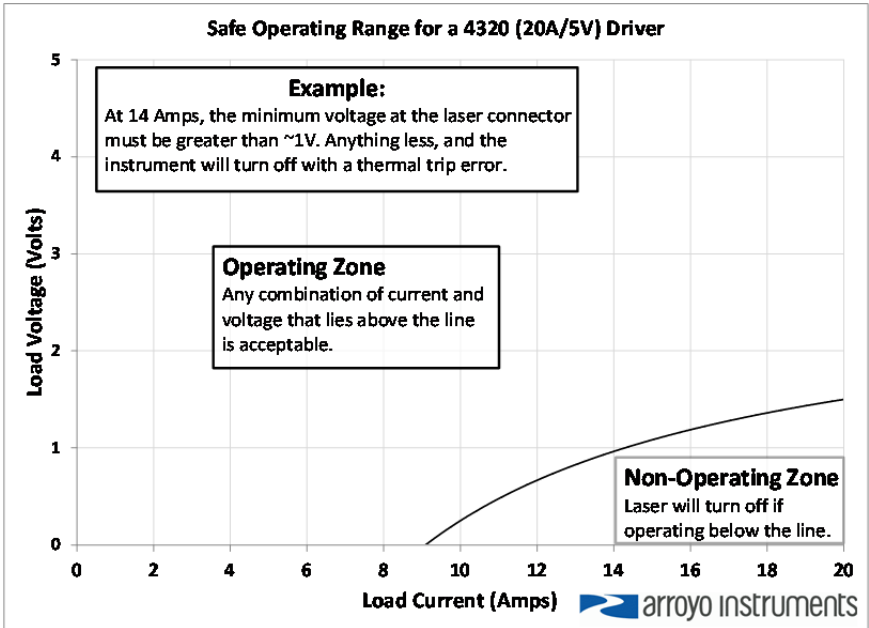 Safe Operating Range for a 4320 (20A/5V) Driver
5
Example:
At 14 Amps, the minimum voltage at the laser connector
must be greater than ~1V. Anything less, and the
instrument will turn off with a thermal trip error.
4
3
Operating Zone
Any combination of current and
voltage that lies above the line
is acceptable.
2
1
Non-Operating Zone
Laser will turn off if
operating below the line.
0
Load Voltage (Volts)
0 2 4 6 8 10 12 14 16 18 20
Load Current (Amps)
arroyo instruments